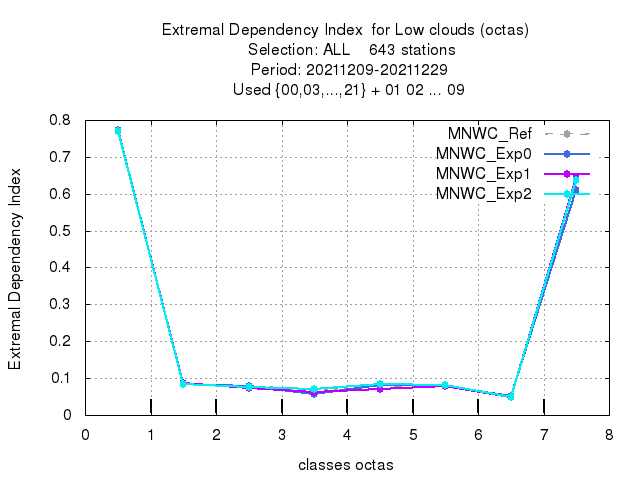 Extremal Dependency Index  for Low clouds (octas)
Selection: ALL    643 stations
Period: 20211209-20211229
Used {00,03,...,21} + 01 02 ... 09
Extremal Dependency Index
0.8
0.7
0.6
0.5
0.4
0.3
0.2
0.1
0
MNWC_Ref
MNWC_Exp0
MNWC_Exp1
MNWC_Exp2
0 1 2 3 4 5 6 7 8
classes octas